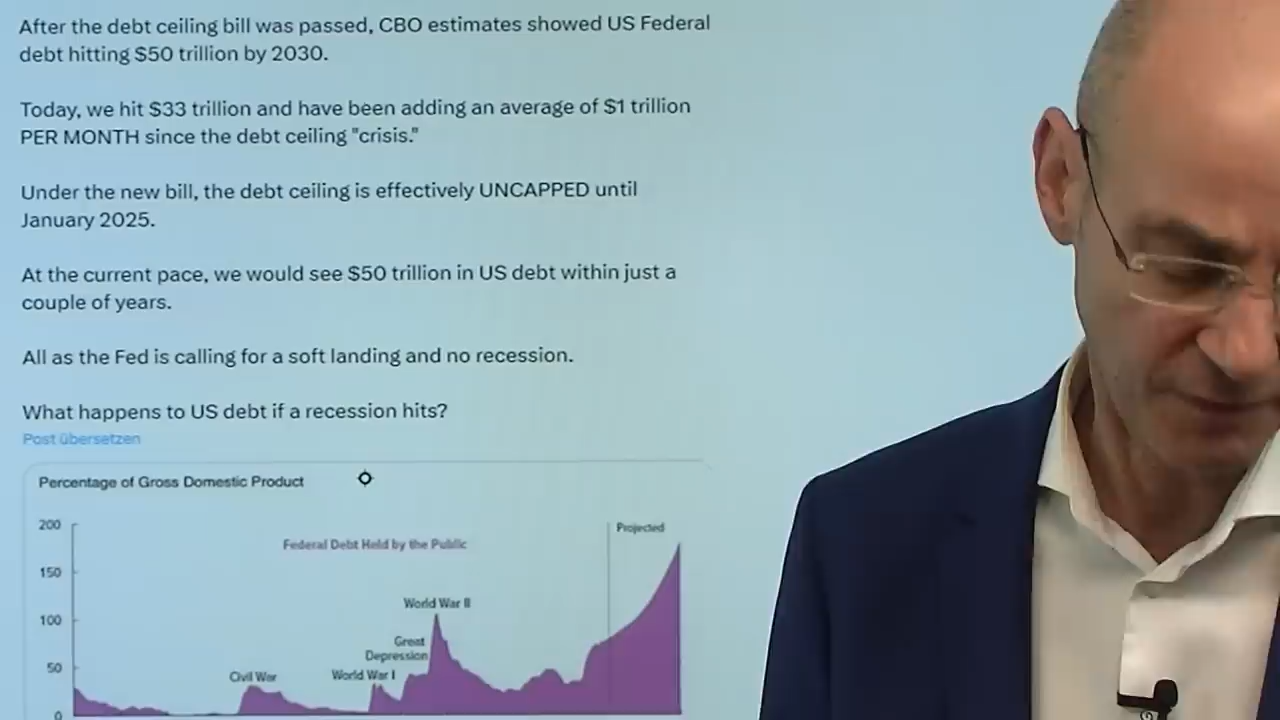 After the debt ceiling bill was passed, CBO estimates showed US Federal
debt hitting $50 trillion by 2030.
Today, we hit $33 trillion and have been adding an average of $1 trillion
PER MONTH since the debt ceiling "crisis."
Under the new bill, the debt ceiling is effectively UNCAPPED until
January 2025.
At the current pace, we would see $50 trillion in US debt within just a
couple of years.
All as the Fed is calling for a soft landing and no recession.
What happens to US debt if a recession hits?
Post übersetzen
Percentage of Gross Domestic Product
200
Projected
Federal Debt Held by the Public
150
World War II
100
Great
Depression
50
Civil War
World War I
0